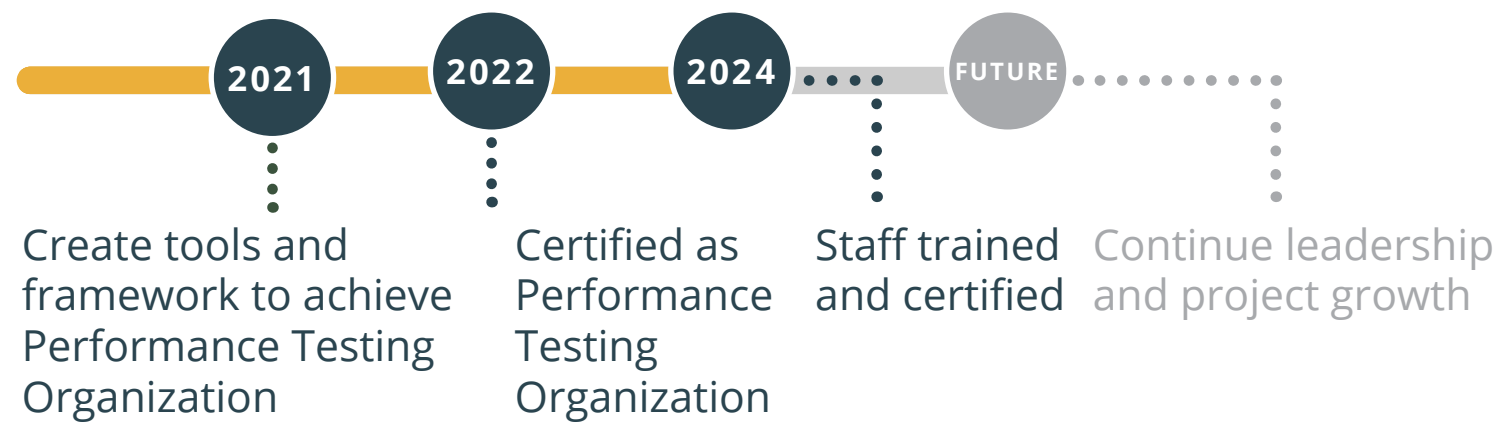 2021
2022
2024
FUTURE
Create tools and
framework to achieve
Performance Testing
Organization
Certified as
Performance
Testing
Organization
Staff trained
and certified
Continue leadership
and project growth